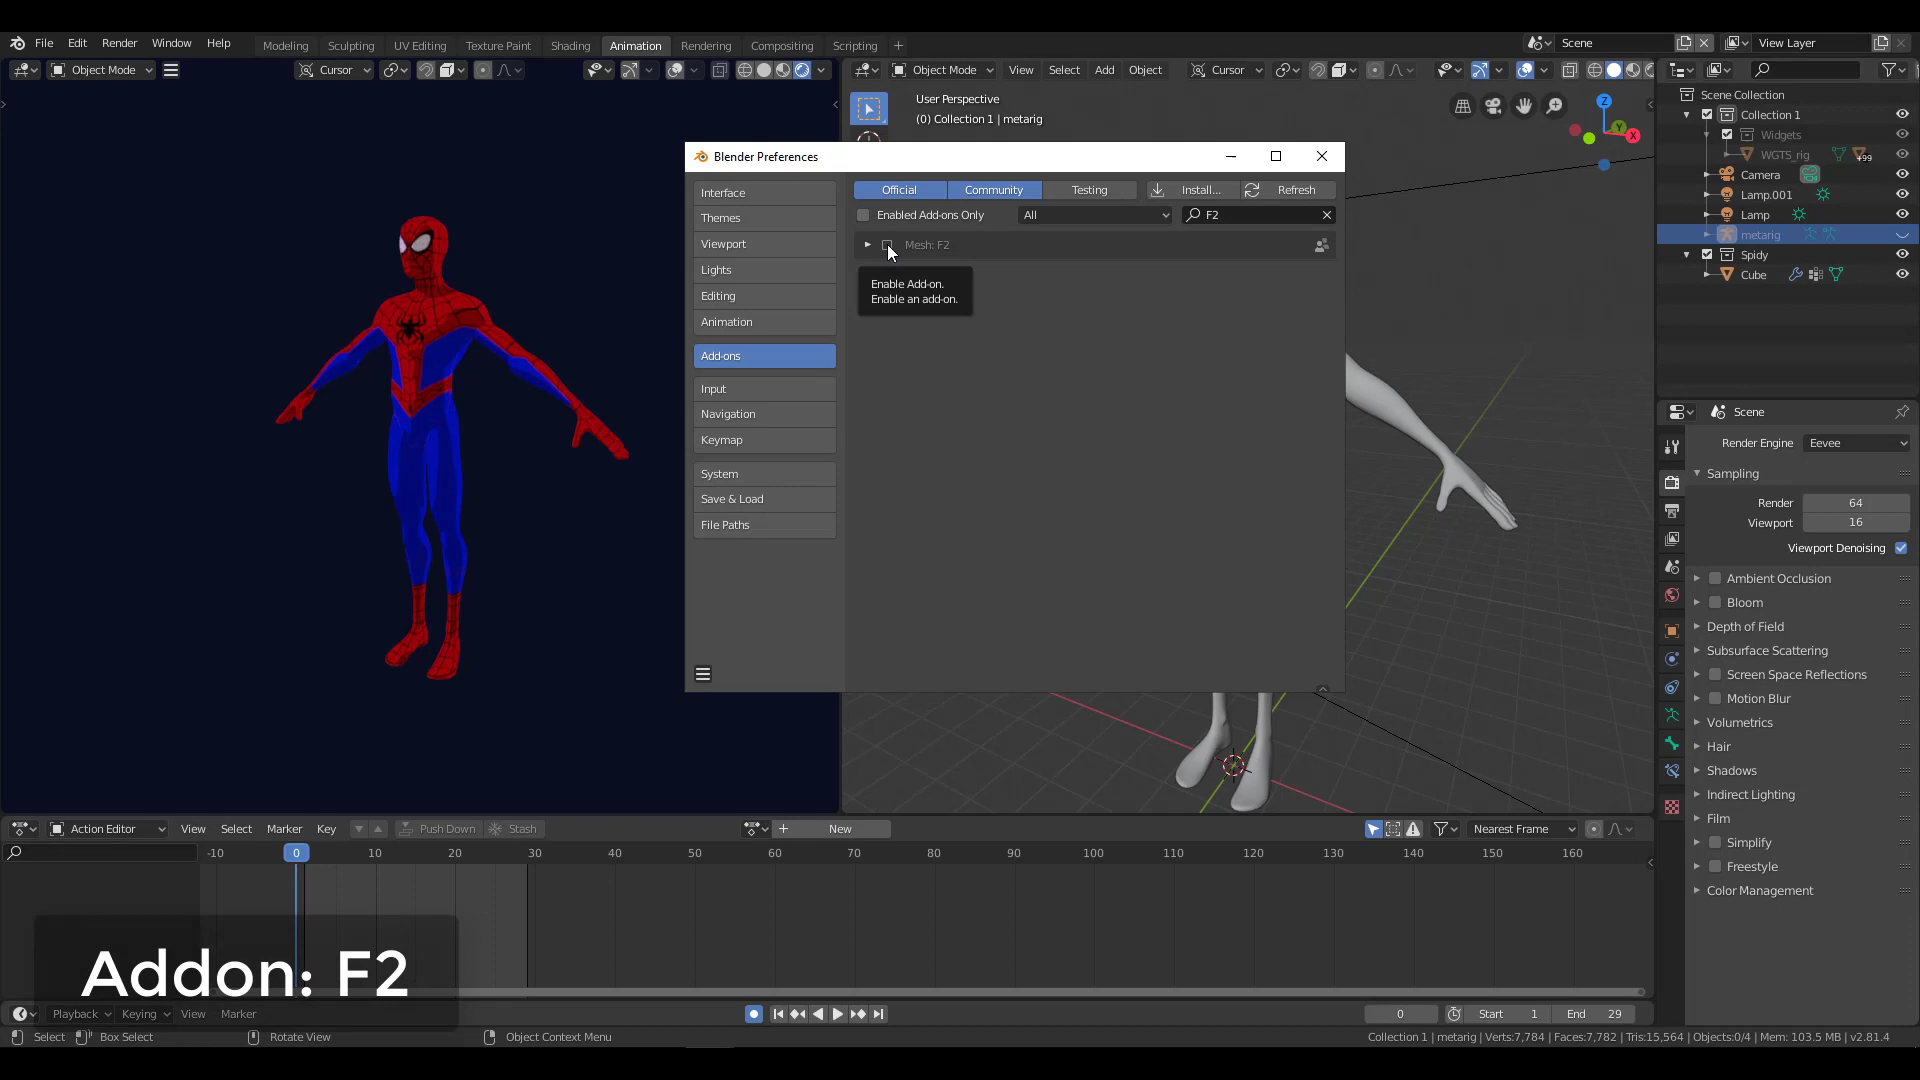 File Edit Render Window Help
Modeling Sculpting UV Editing Texture Paint Shading Animation Rendering Compositing Scripting +
Scene View Layer
Object Mode Cursor
Object Mode View Select Add Object Cursor
User Perspective
(0) Collection 1 | metarig
Z
Y
X
Scene Collection
Collection 1
Widgets
WGTS_rig +99
Camera
Lamp.001
Lamp
metarig
Spidy
Cube
Blender Preferences
Interface
Themes
Viewport
Lights
Editing
Animation
Add-ons
Input
Navigation
Keymap
System
Save & Load
File Paths
Official Community Testing Install... Refresh
Enabled Add-ons Only All F2
Mesh: F2
Enable Add-on.
Enable an add-on.
Scene
Render Engine Eevee
Sampling
Render 64
Viewport 16
Viewport Denoising
Ambient Occlusion
Bloom
Depth of Field
Subsurface Scattering
Screen Space Reflections
Motion Blur
Volumetrics
Hair
Shadows
Indirect Lighting
Film
Simplify
Freestyle
Color Management
Action Editor View Select Marker Key Push Down Stash + New Nearest Frame
-10 0 10 20 30 40 50 60 70 80 90 100 110 120 130 140 150 160
Addon: F2
Playback Keying View Marker 0 Start 1 End 29
Select Box Select Rotate View Object Context Menu Collection 1 | metarig | Verts:7,784 | Faces:7,782 | Tris:15,564 | Objects:0/4 | Mem: 103.5 MB | v2.81.4